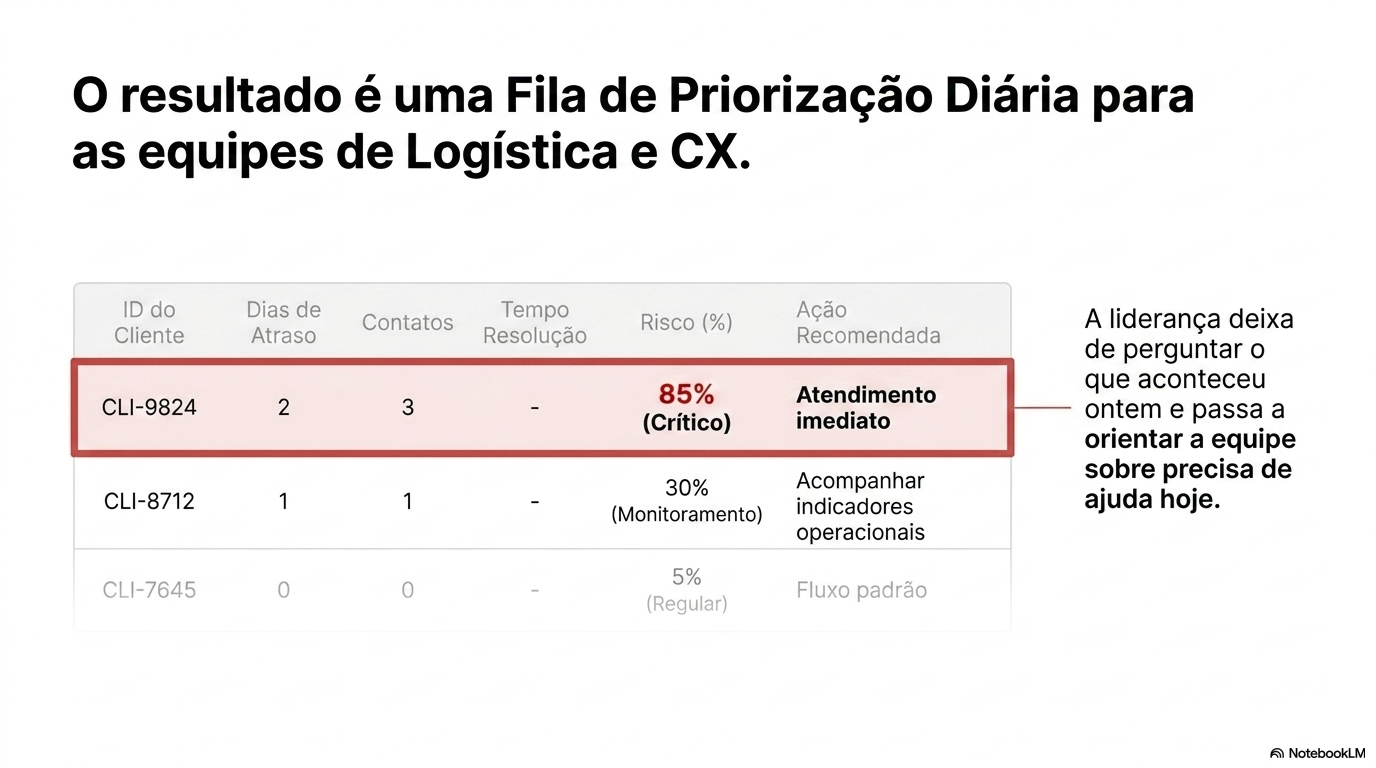 O resultado é uma Fila de Priorização Diária para
as equipes de Logística e CX.
ID do
Cliente
Dias de
Atraso
Contatos
Tempo
Resolução
Risco (%)
Ação
Recomendada
CLI-9824
2
3
-
85%
(Crítico)
Atendimento
imediato
CLI-8712
1
1
-
30%
(Monitoramento)
Acompanhar
indicadores
operacionais
CLI-7645
0
0
-
5%
(Regular)
Fluxo padrão
A liderança deixa
de perguntar o
que aconteceu
ontem e passa a
orientar a equipe
sobre precisa de
ajuda hoje.
NotebookLM